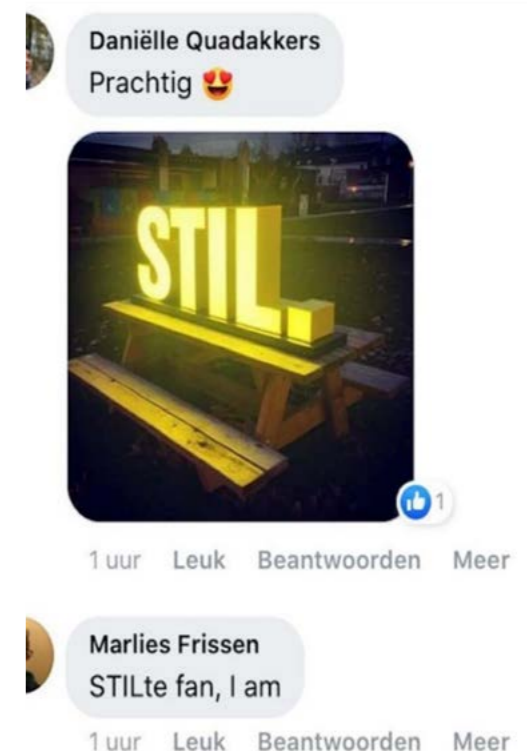 Daniëlle Quadakkers
Prachtig 😍
STIL.
1
1 uur Leuk Beantwoorden Meer
Marlies Frissen
STILte fan, I am
1 uur Leuk Beantwoorden Meer